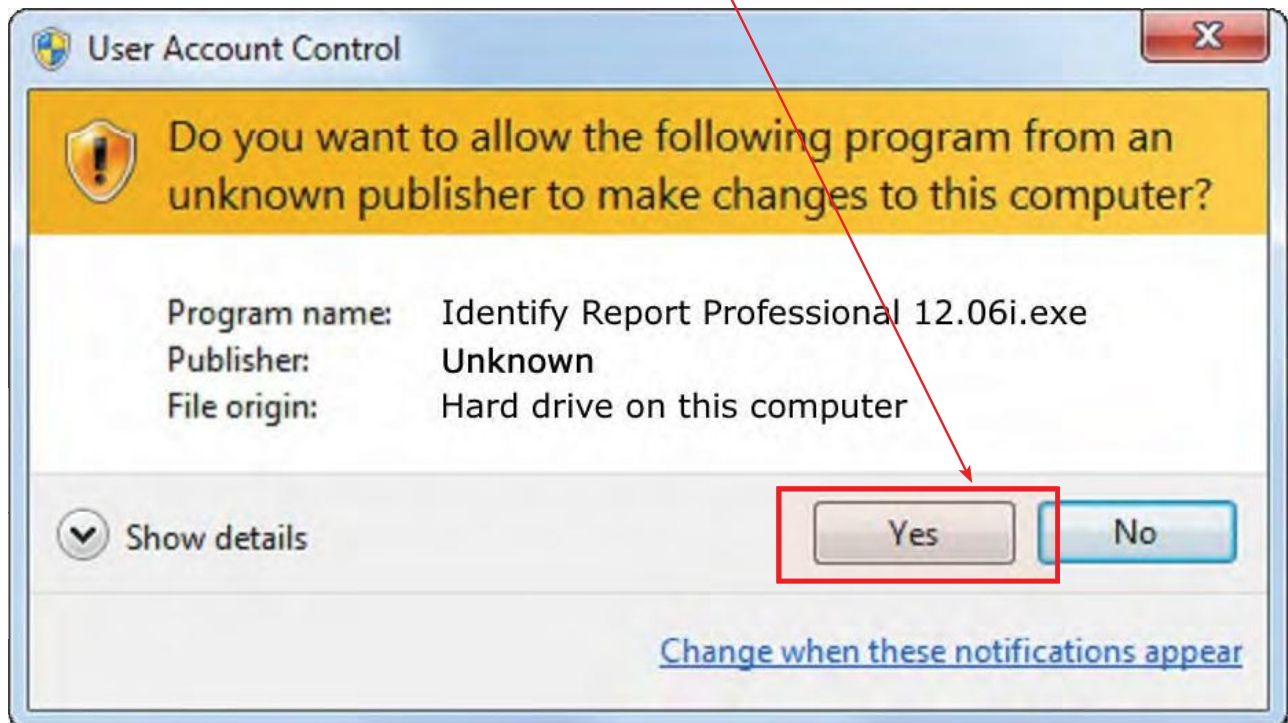 User Account Control
Do you want to allow the following program from an
unknown publisher to make changes to this computer?
Program name: Identify Report Professional 12.06i.exe
Publisher: Unknown
File origin: Hard drive on this computer
Show details
Yes No
Change when these notifications appear